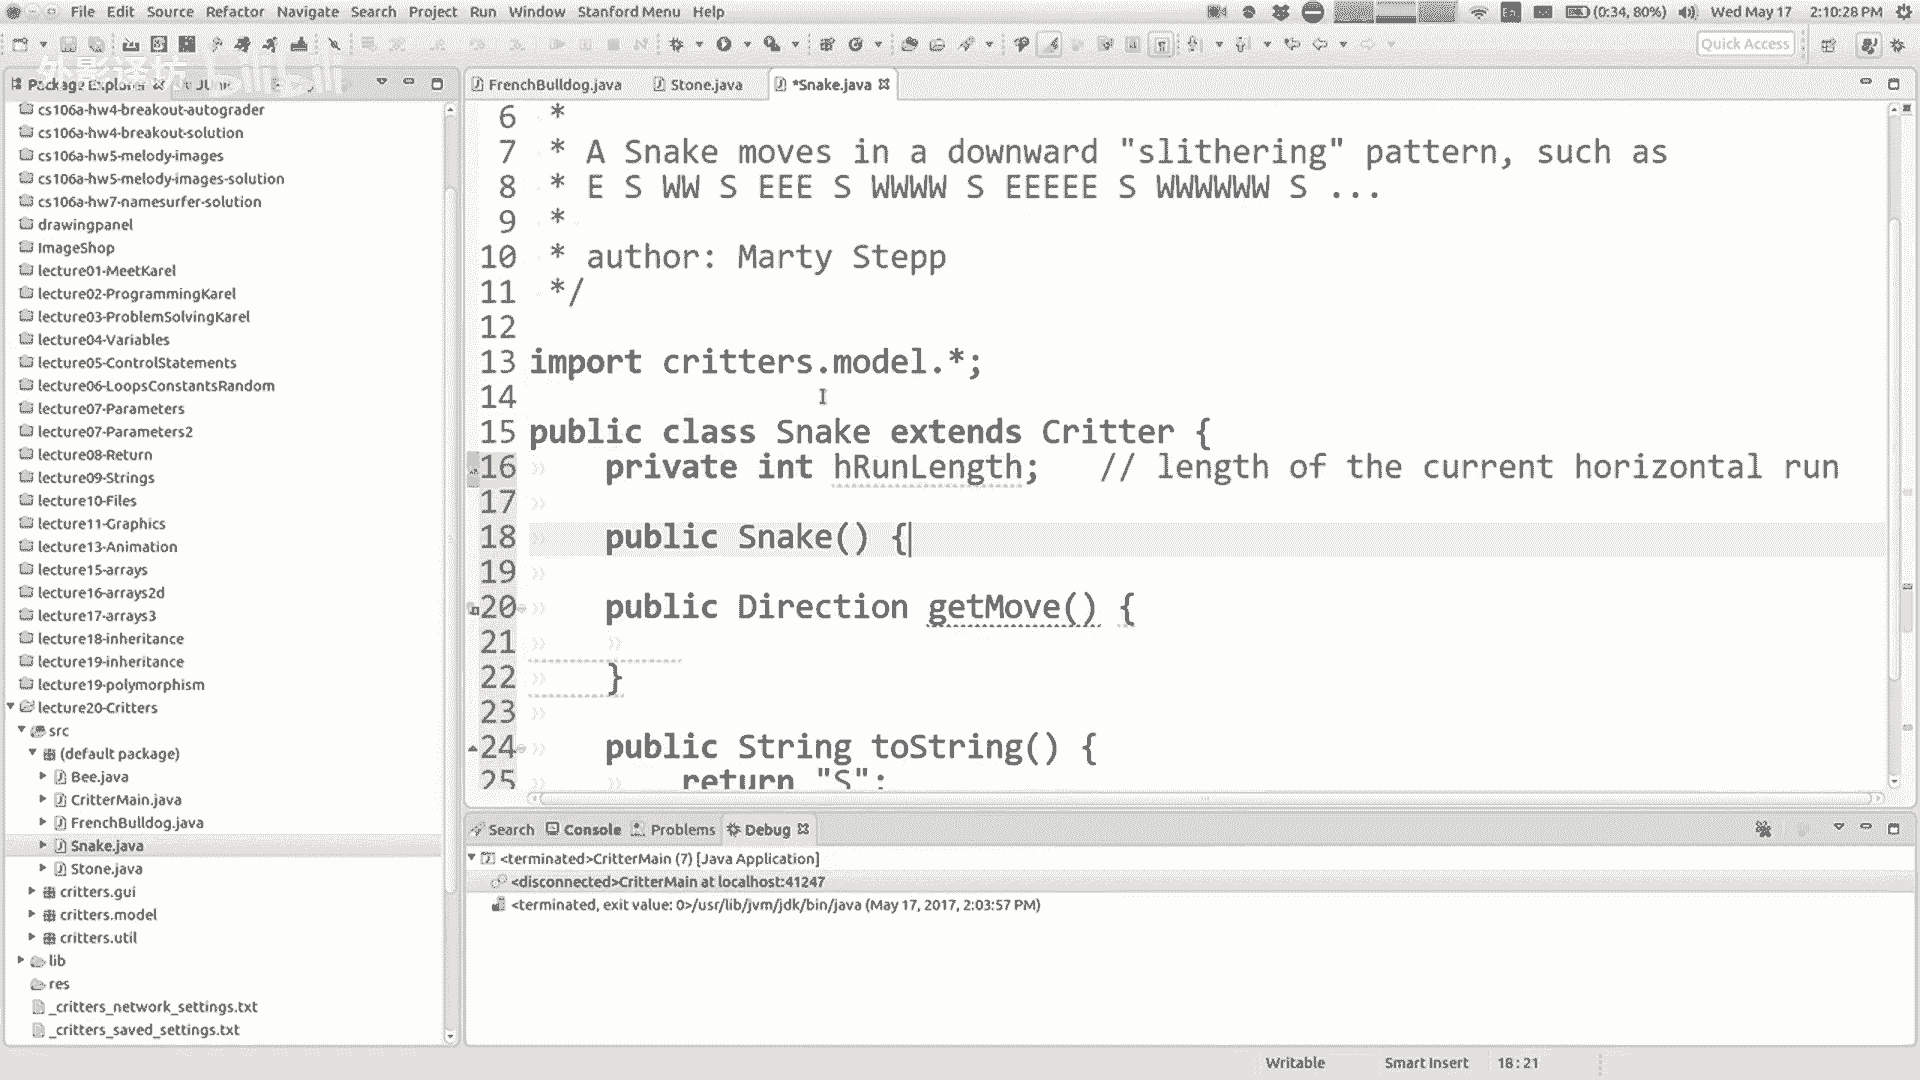 File Edit Source Refactor Navigate Search Project Run Window Stanford Menu Help
(0:34, 80%) Wed May 17 2:10:28 PM
Quick Access
外影译坊 bilibili
Package Explorer
FrenchBulldog.java Stone.java *Snake.java
cs106a-hw4-breakout-autograder
cs106a-hw4-breakout-solution
cs106a-hw5-melody-images
cs106a-hw5-melody-images-solution
cs106a-hw7-namesurfer-solution
drawingpanel
ImageShop
lecture01-MeetKarel
lecture02-ProgrammingKarel
lecture03-ProblemSolvingKarel
lecture04-Variables
lecture05-ControlStatements
lecture06-LoopsConstantsRandom
lecture07-Parameters
lecture07-Parameters2
lecture08-Return
lecture09-Strings
lecture10-Files
lecture11-Graphics
lecture13-Animation
lecture15-arrays
lecture16-arrays2d
lecture17-arrays3
lecture18-inheritance
lecture19-inheritance
lecture19-polymorphism
lecture20-Critters
src
(default package)
Bee.java
CritterMain.java
FrenchBulldog.java
Snake.java
Stone.java
critters.gui
critters.model
critters.util
lib
res
_critters_network_settings.txt
_critters_saved_settings.txt
6 *
7 * A Snake moves in a downward "slithering" pattern, such as
8 * E S WW S EEE S WWWW S EEEEE S WWWWWW S ...
9 *
10 * author: Marty Stepp
11 */
12
13 import critters.model.*;
14
15 public class Snake extends Critter {
16 private int hRunLength; // length of the current horizontal run
17
18 public Snake() {
19
20 public Direction getMove() {
21
22 }
23
24 public String toString() {
25 return "S";
Search Console Problems Debug
<terminated>CritterMain (7) [Java Application]
<disconnected>CritterMain at localhost:41247
<terminated, exit value: 0>/usr/lib/jvm/jdk/bin/java (May 17, 2017, 2:03:57 PM)
Writable Smart Insert 18:21